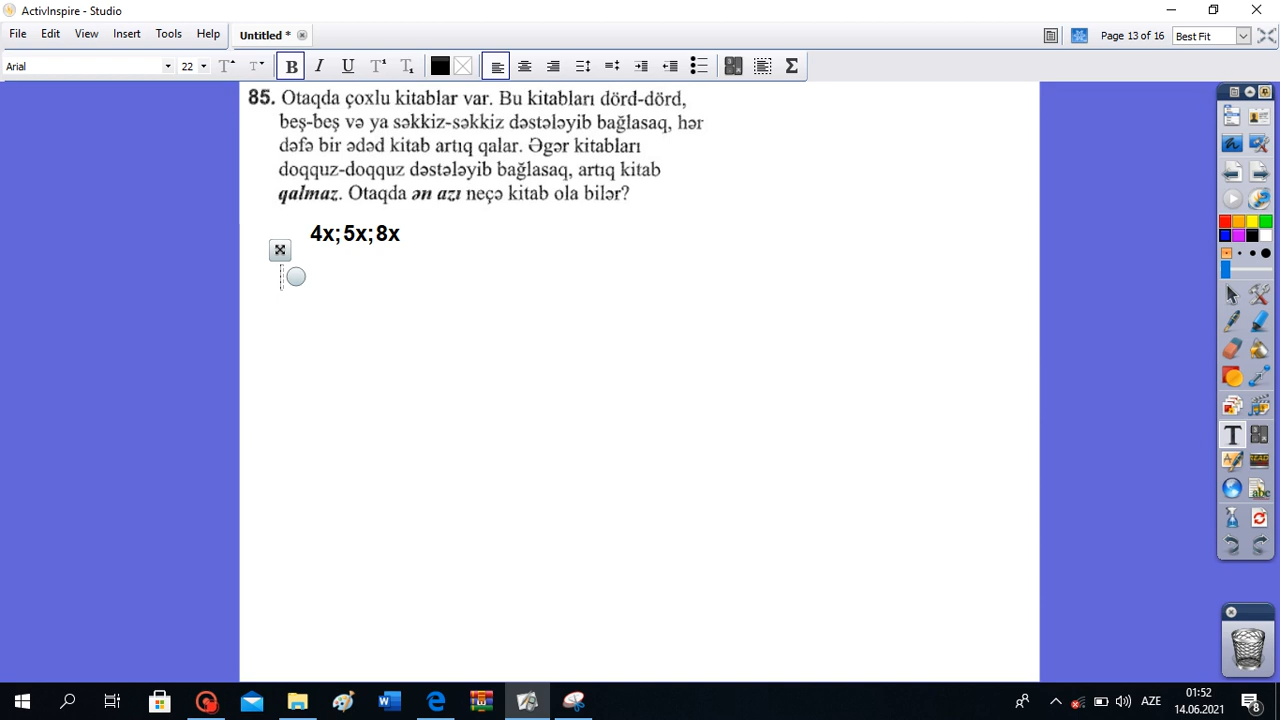 ActivInspire - Studio
File Edit View Insert Tools Help Untitled * Page 13 of 16 Best Fit
Arial 22 B I U T T Σ
85. Otaqda çoxlu kitablar var. Bu kitabları dörd-dörd,
beş-beş və ya səkkiz-səkkiz dəstələyib bağlasaq, hər
dəfə bir ədəd kitab artıq qalar. Əgər kitabları
doqquz-doqquz dəstələyib bağlasaq, artıq kitab
qalmaz. Otaqda ən azı neçə kitab ola bilər?
4x; 5x; 8x
AZE
01:52
14.06.2021
8